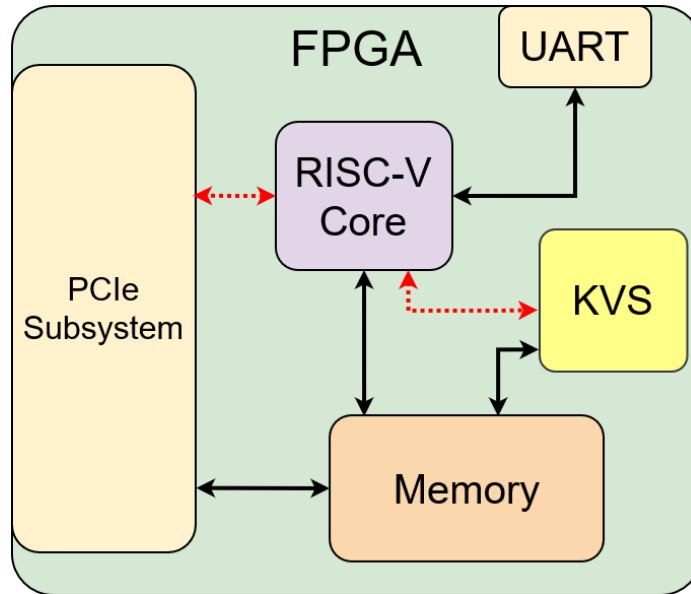 FPGA
UART
RISC-V
Core
PCIe
Subsystem
KVS
Memory